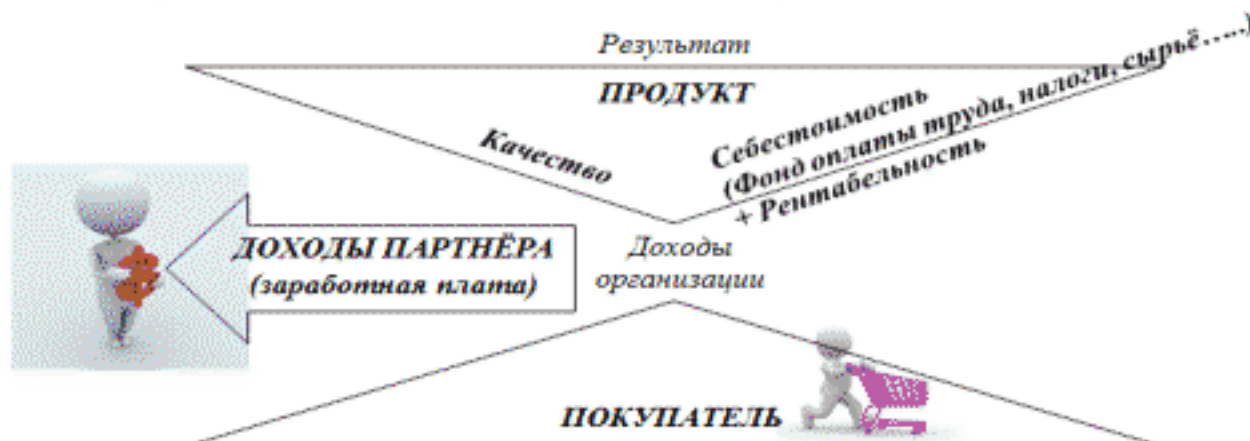 Результат
ПРОДУКТ
Качество
Себестоимость
(Фонд оплаты труда, налоги, сырьё…..)
+ Рентабельность
ДОХОДЫ ПАРТНЁРА
(заработная плата)
Доходы
организации
ПОКУПАТЕЛЬ